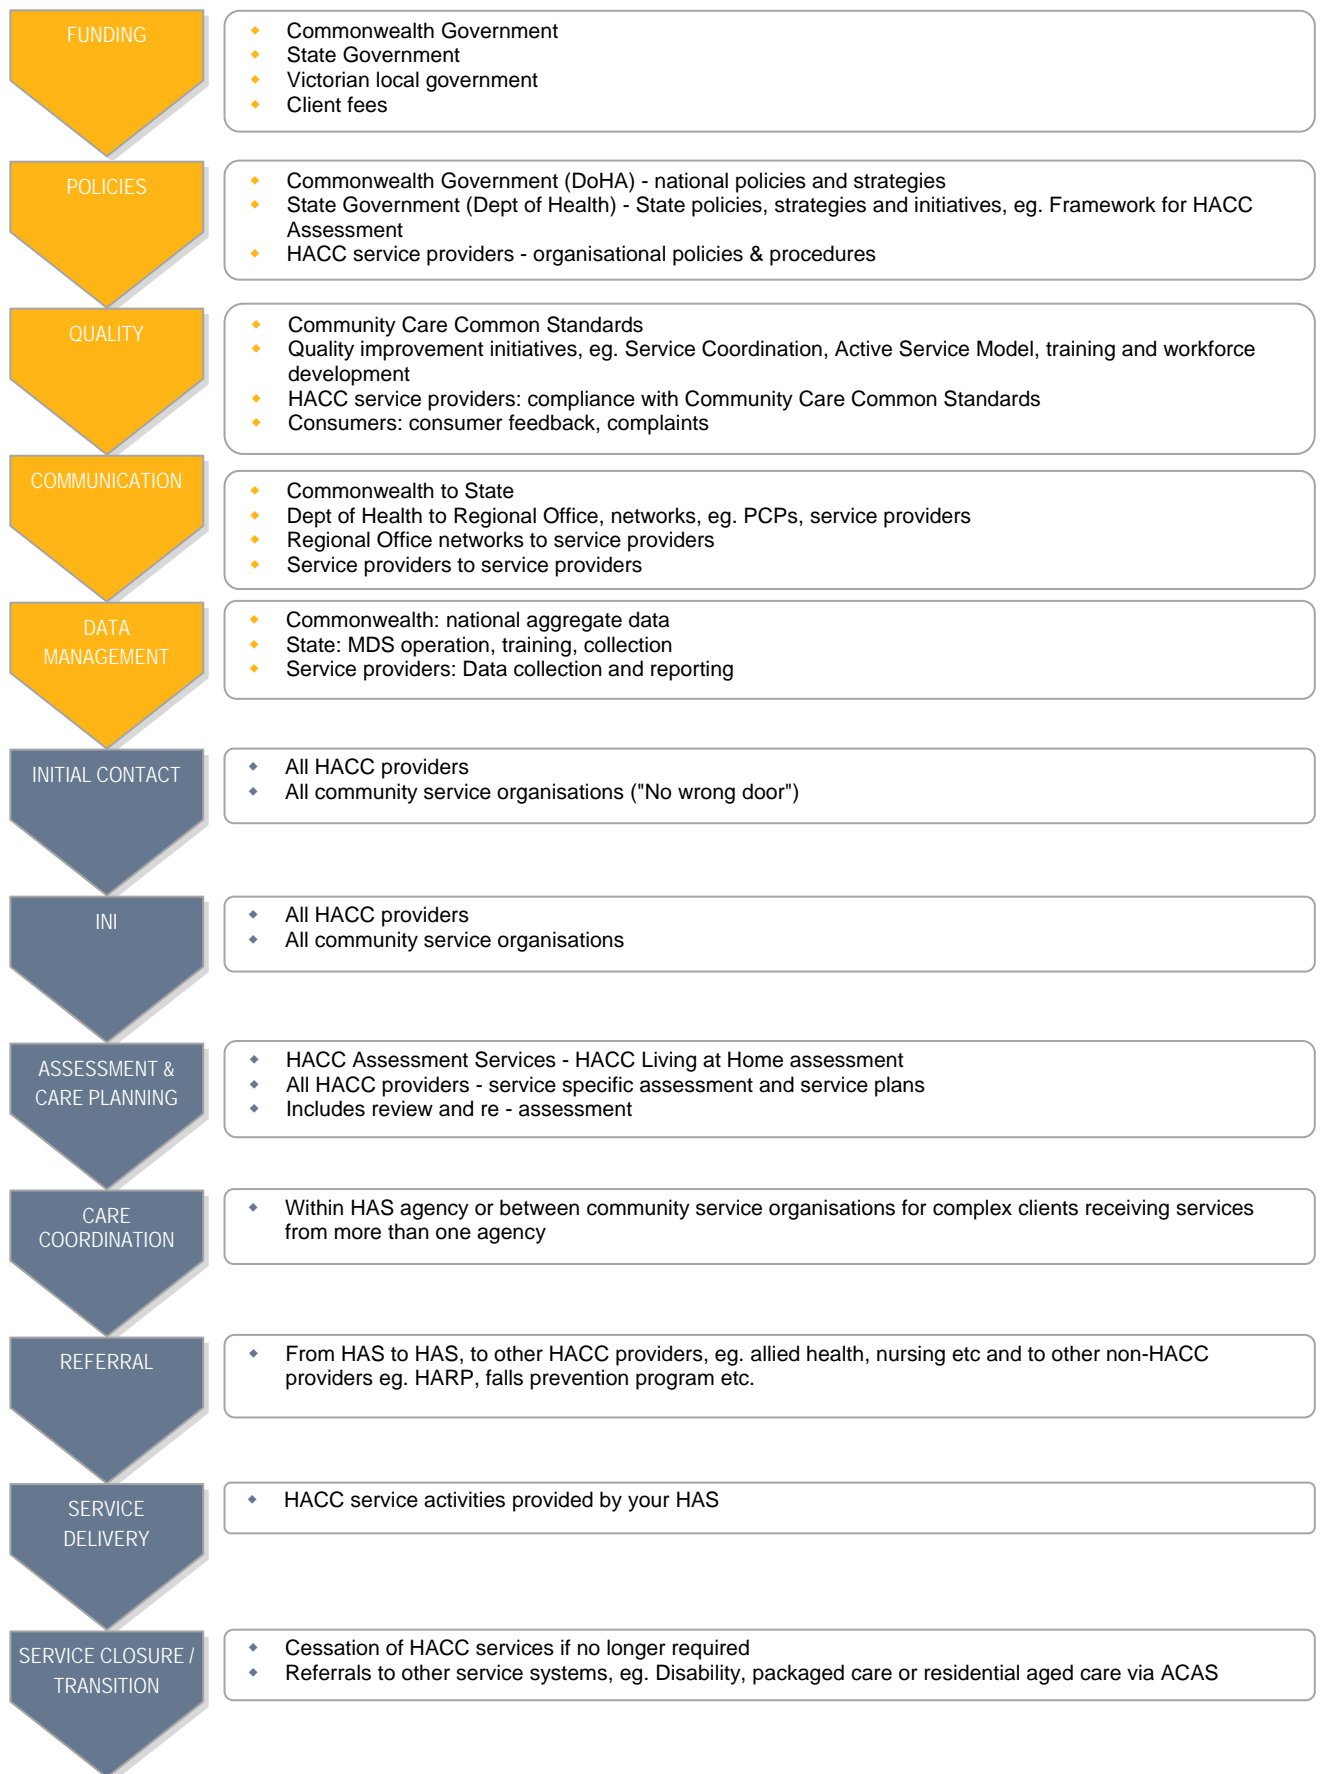 FUNDING
◆ Commonwealth Government
◆ State Government
◆ Victorian local government
◆ Client fees
POLICIES
◆ Commonwealth Government (DoHA) - national policies and strategies
◆ State Government (Dept of Health) - State policies, strategies and initiatives, eg. Framework for HACC
Assessment
◆ HACC service providers - organisational policies & procedures
QUALITY
◆ Community Care Common Standards
◆ Quality improvement initiatives, eg. Service Coordination, Active Service Model, training and workforce
development
◆ HACC service providers: compliance with Community Care Common Standards
◆ Consumers: consumer feedback, complaints
COMMUNICATION
◆ Commonwealth to State
◆ Dept of Health to Regional Office, networks, eg. PCPs, service providers
◆ Regional Office networks to service providers
◆ Service providers to service providers
DATA
MANAGEMENT
◆ Commonwealth: national aggregate data
◆ State: MDS operation, training, collection
◆ Service providers: Data collection and reporting
INITIAL CONTACT
◆ All HACC providers
◆ All community service organisations ("No wrong door")
INI
◆ All HACC providers
◆ All community service organisations
ASSESSMENT &
CARE PLANNING
◆ HACC Assessment Services - HACC Living at Home assessment
◆ All HACC providers - service specific assessment and service plans
◆ Includes review and re - assessment
CARE
COORDINATION
◆ Within HAS agency or between community service organisations for complex clients receiving services
from more than one agency
REFERRAL
◆ From HAS to HAS, to other HACC providers, eg. allied health, nursing etc and to other non-HACC
providers eg. HARP, falls prevention program etc.
SERVICE
DELIVERY
◆ HACC service activities provided by your HAS
SERVICE CLOSURE /
TRANSITION
◆ Cessation of HACC services if no longer required
◆ Referrals to other service systems, eg. Disability, packaged care or residential aged care via ACAS